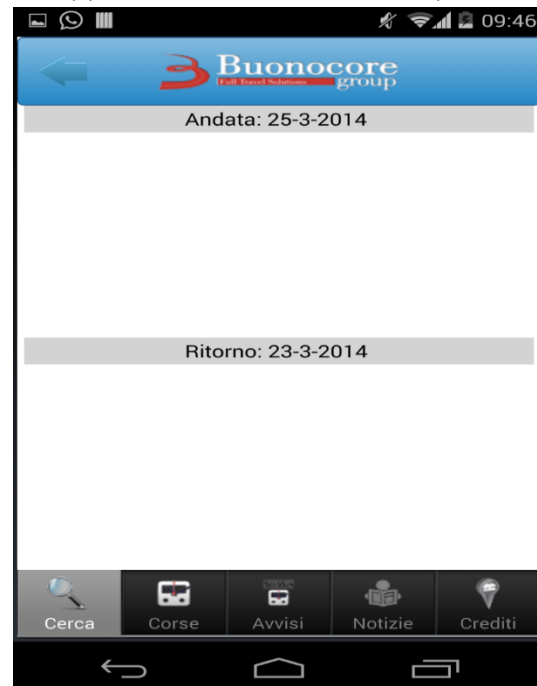 09:46
Buonocore
Full Travel Solutions
group
Andata: 25-3-2014
Ritorno: 23-3-2014
Cerca
Corse
Avvisi
Notizie
Crediti